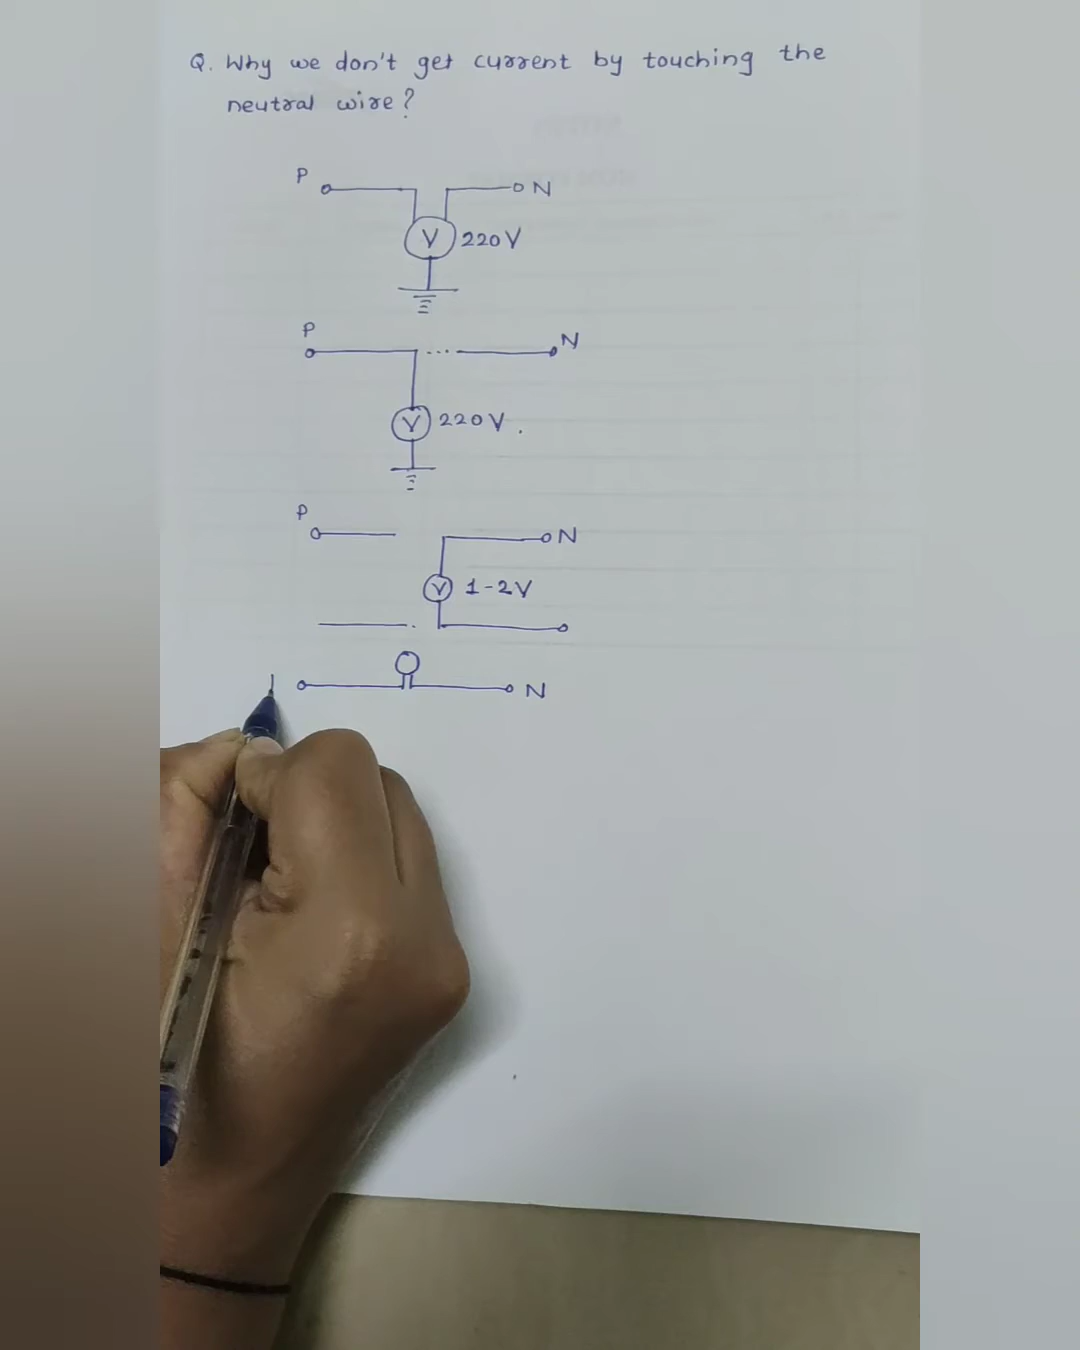 Q. Why we don't get current by touching the
neutral wire?
P
N
V 220V
P
N
V 220V.
P
N
V 1-2V
N